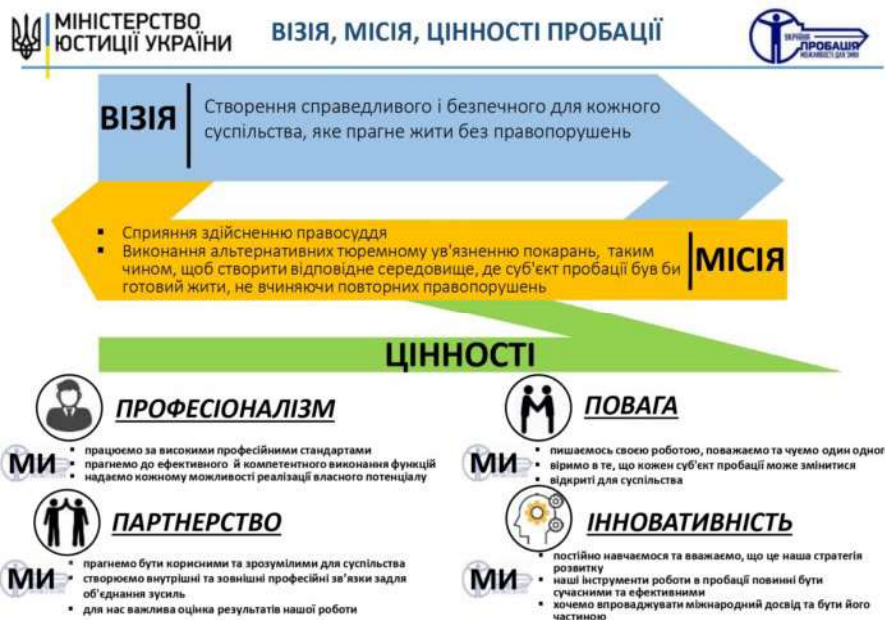 МІНІСТЕРСТВО
ЮСТИЦІЇ УКРАЇНИ
ВІЗІЯ, МІСІЯ, ЦІННОСТІ ПРОБАЦІЇ
УКРАЇНИ
ПРОБАЦІЯ
МОЖЛИВОСТІ ДЛЯ ЗМІН
ВІЗІЯ
Створення справедливого і безпечного для кожного
суспільства, яке прагне жити без правопорушень
▪ Сприяння здійсненню правосуддя
▪ Виконання альтернативних тюремному ув'язненню покарань, таким
чином, щоб створити відповідне середовище, де суб'єкт пробації був би
готовий жити, не вчиняючи повторних правопорушень
МІСІЯ
ЦІННОСТІ
ПРОФЕСІОНАЛІЗМ
МИ
▪ працюємо за високими професійними стандартами
▪ прагнемо до ефективного й компетентного виконання функцій
▪ надаємо кожному можливості реалізації власного потенціалу
ПОВАГА
МИ
▪ пишаємось своєю роботою, поважаємо та чуємо один одного
▪ віримо в те, що кожен суб'єкт пробації може змінитися
▪ відкриті для суспільства
ПАРТНЕРСТВО
МИ
▪ прагнемо бути корисними та зрозумілими для суспільства
▪ створюємо внутрішні та зовнішні професійні зв'язки задля
об'єднання зусиль
▪ для нас важлива оцінка результатів нашої роботи
ІННОВАТИВНІСТЬ
МИ
▪ постійно навчаємося та вважаємо, що це наша стратегія
розвитку
▪ наші інструменти роботи в пробації повинні бути
сучасними та ефективними
▪ хочемо впроваджувати міжнародний досвід та бути його
частиною